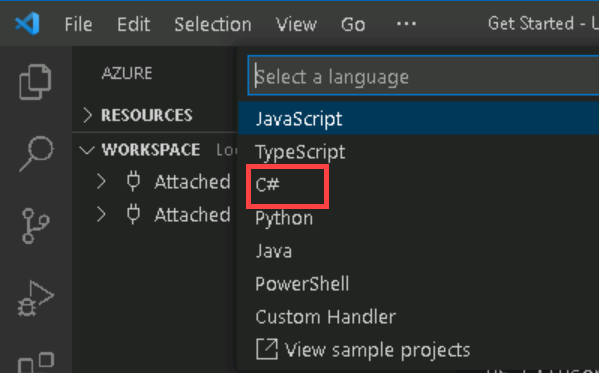 File Edit Selection View Go ··· Get Started -
AZURE
Select a language
RESOURCES
JavaScript
WORKSPACE
TypeScript
Attached
C#
Attached
Python
Java
PowerShell
Custom Handler
View sample projects